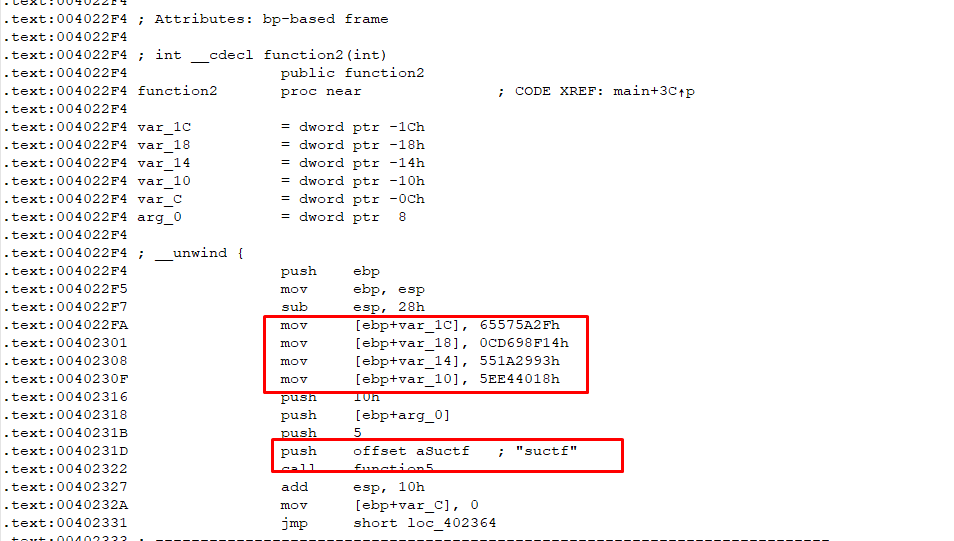 .text:004022F4
.text:004022F4 ; Attributes: bp-based frame
.text:004022F4
.text:004022F4 ; int __cdecl function2(int)
.text:004022F4 public function2
.text:004022F4 function2 proc near ; CODE XREF: main+3C↑p
.text:004022F4
.text:004022F4 var_1C = dword ptr -1Ch
.text:004022F4 var_18 = dword ptr -18h
.text:004022F4 var_14 = dword ptr -14h
.text:004022F4 var_10 = dword ptr -10h
.text:004022F4 var_C = dword ptr -0Ch
.text:004022F4 arg_0 = dword ptr 8
.text:004022F4
.text:004022F4 ; __unwind {
.text:004022F4 push ebp
.text:004022F5 mov ebp, esp
.text:004022F7 sub esp, 28h
.text:004022FA mov [ebp+var_1C], 65575A2Fh
.text:00402301 mov [ebp+var_18], 0CD698F14h
.text:00402308 mov [ebp+var_14], 551A2993h
.text:0040230F mov [ebp+var_10], 5EE44018h
.text:00402316 push 10h
.text:00402318 push [ebp+arg_0]
.text:0040231B push 5
.text:0040231D push offset aSuctf ; "suctf"
.text:00402322 call function5
.text:00402327 add esp, 10h
.text:0040232A mov [ebp+var_C], 0
.text:00402331 jmp short loc_402364
.text:00402333 ; ---------------------------------------------------------------------------